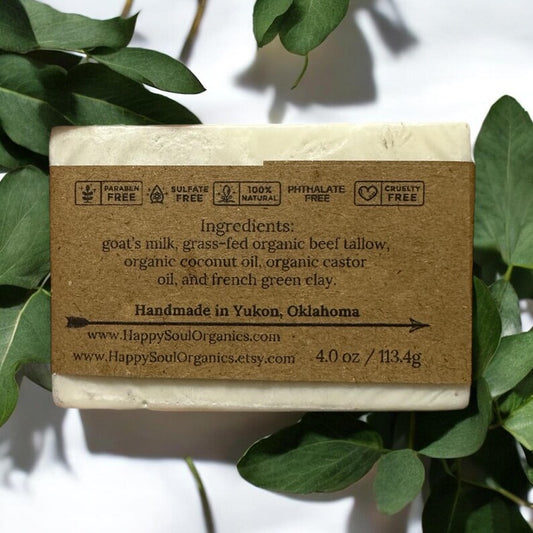 PARABEN FREE
SULFATE FREE
100% NATURAL
PHTHALATE FREE
CRUELTY FREE
Ingredients:
goat's milk, grass-fed organic beef tallow,
organic coconut oil, organic castor
oil, and french green clay.
Handmade in Yukon, Oklahoma
www.HappySoulOrganics.com
www.HappySoulOrganics.etsy.com 4.0 oz / 113.4g